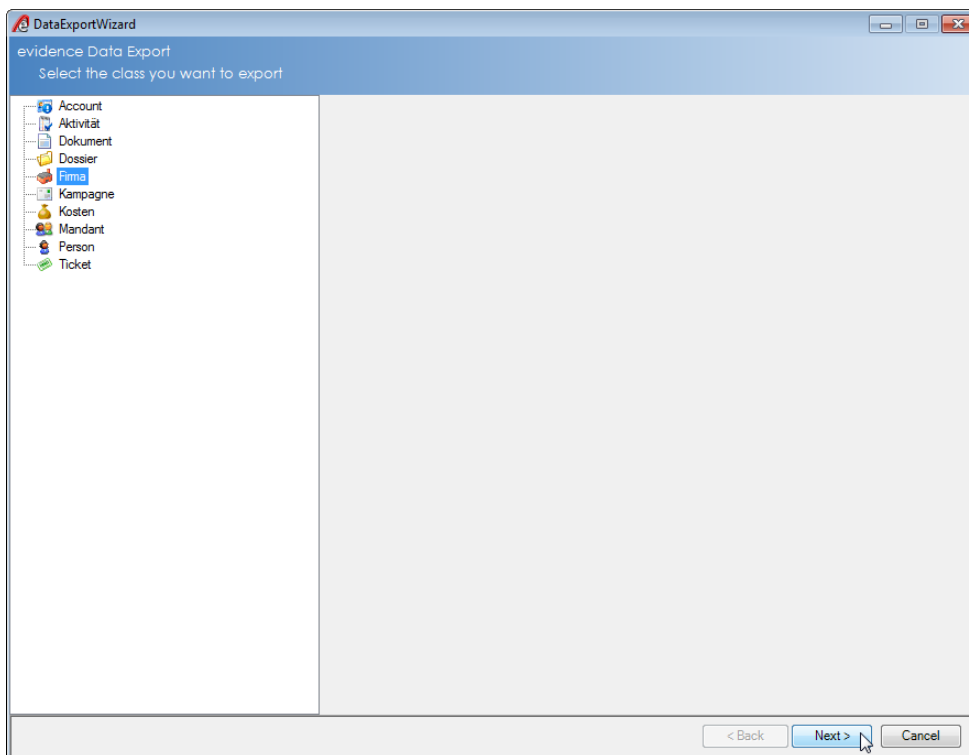 DataExportWizard
evidence Data Export
Select the class you want to export
Account
Aktivität
Dokument
Dossier
Firma
Kampagne
Kosten
Mandant
Person
Ticket
< Back Next > Cancel